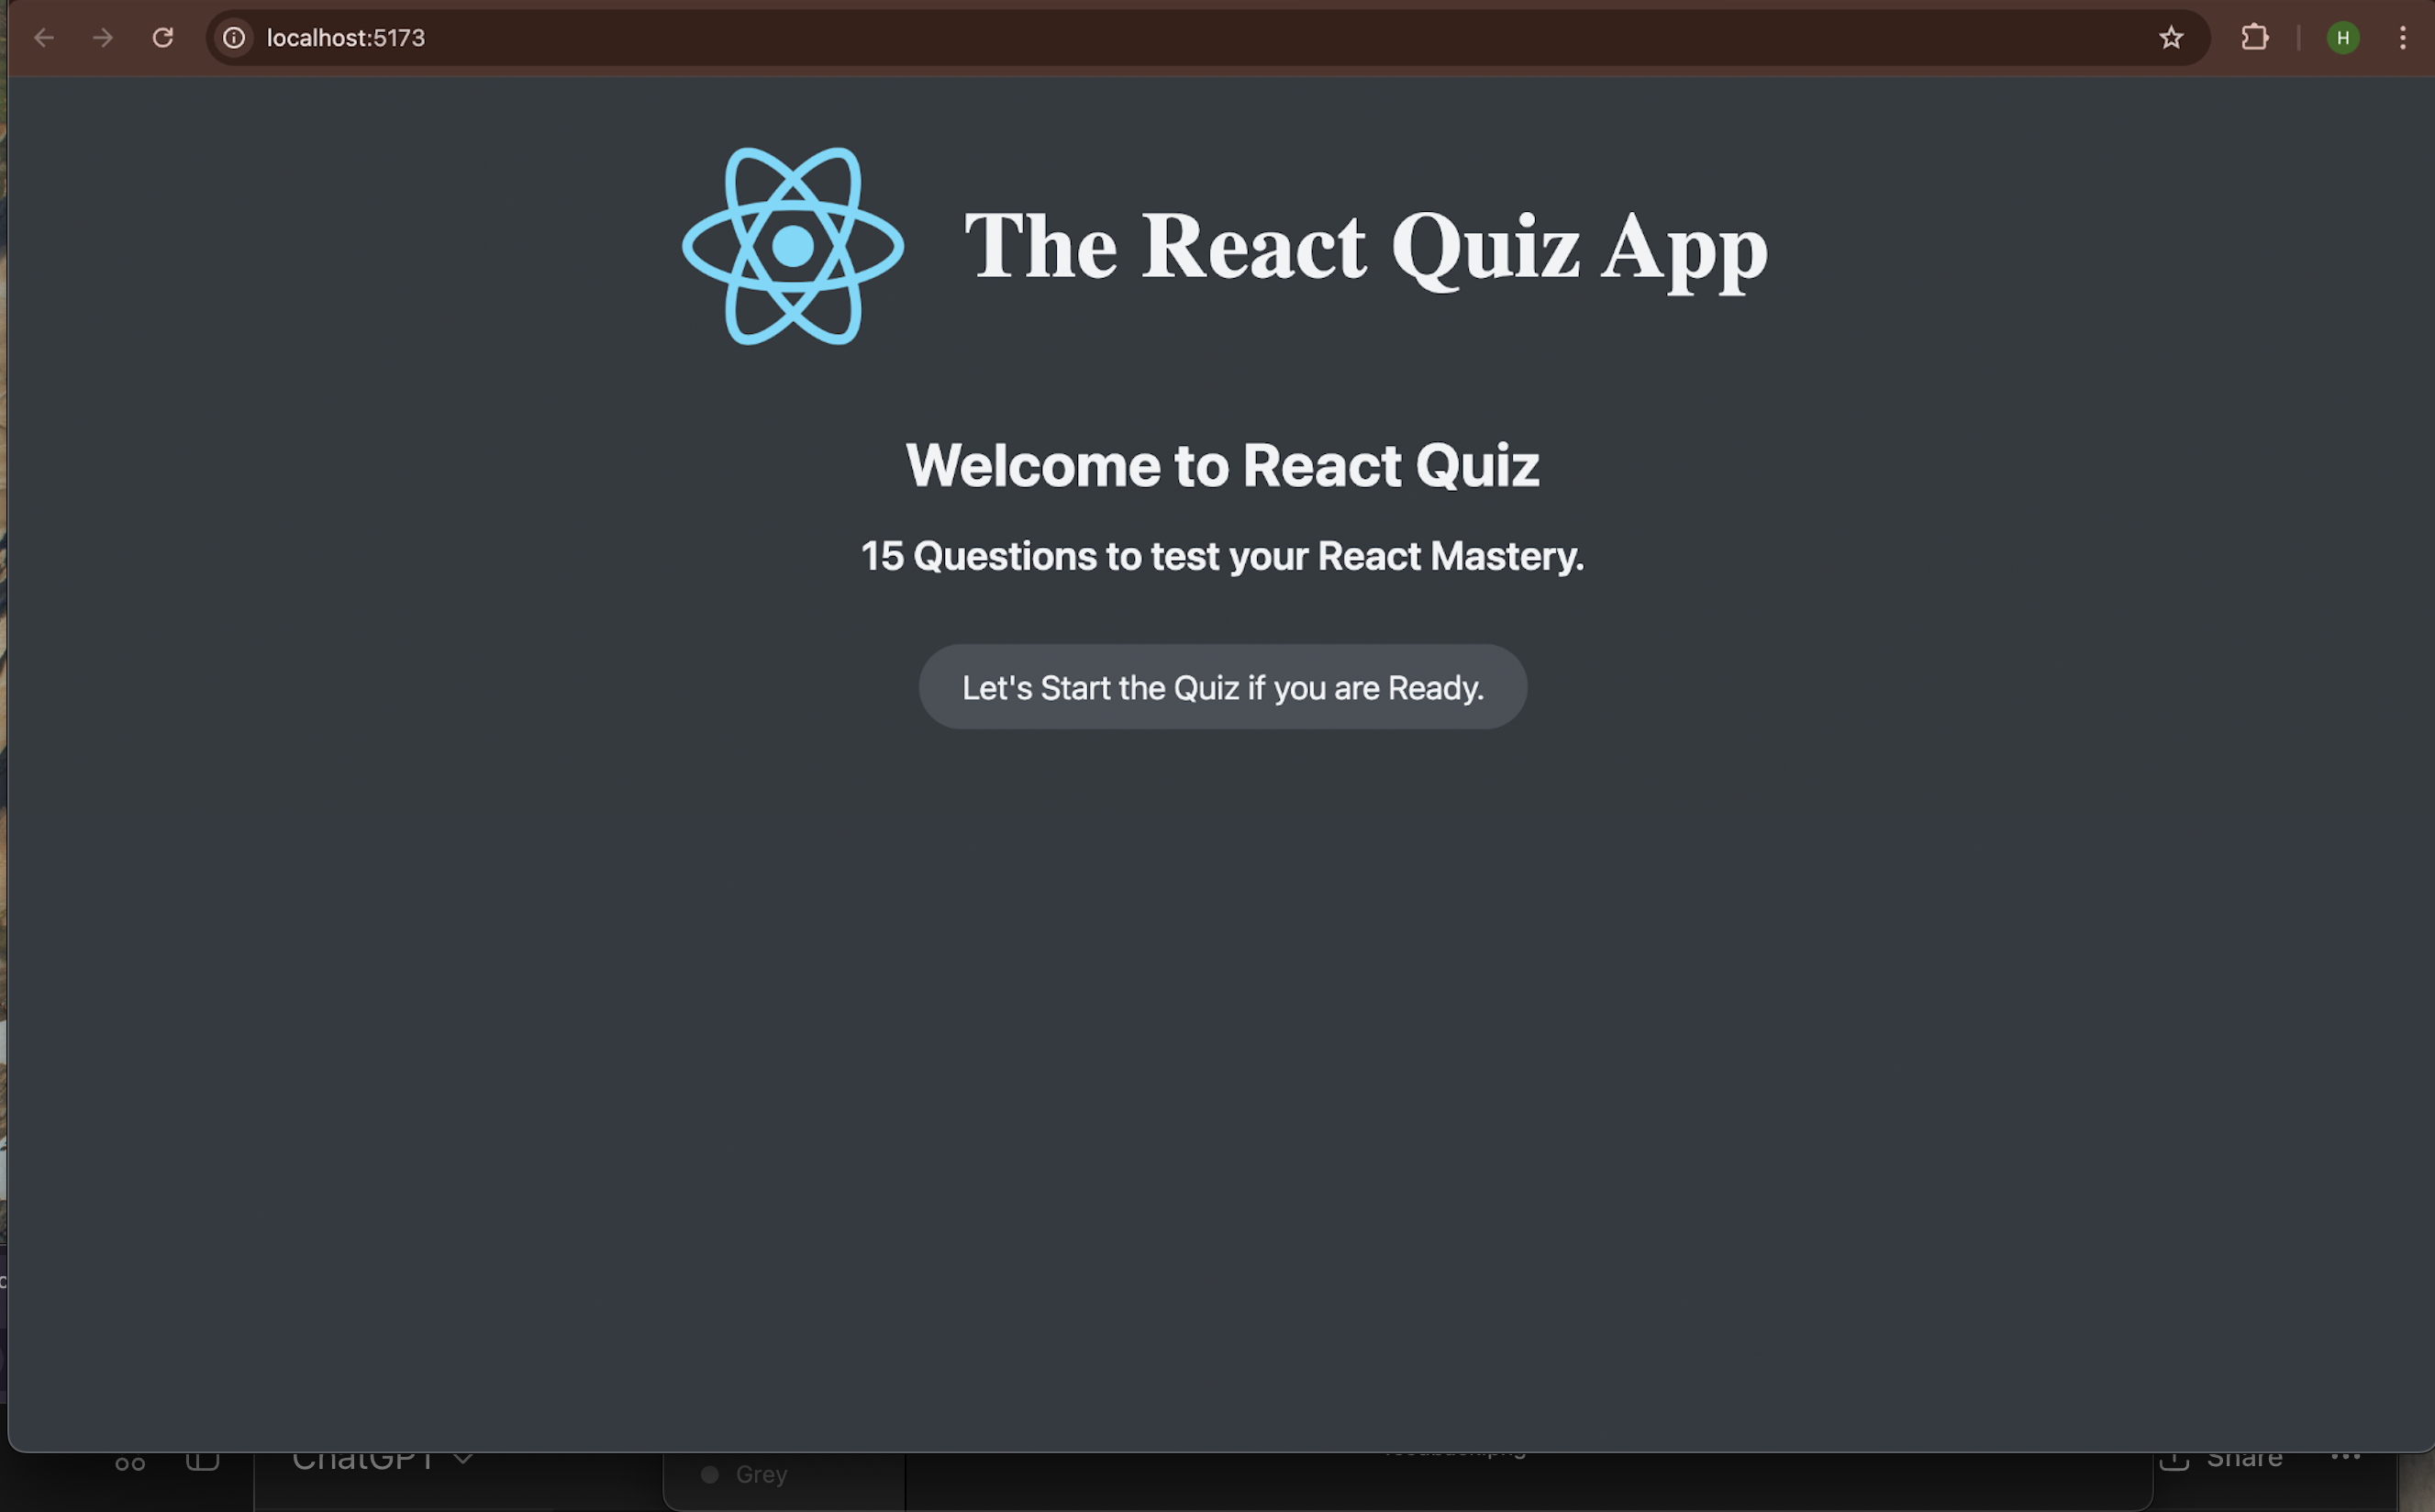 localhost:5173
H
The React Quiz App
Welcome to React Quiz
15 Questions to test your React Mastery.
Let's Start the Quiz if you are Ready.
ChatGPT
Share
Grey